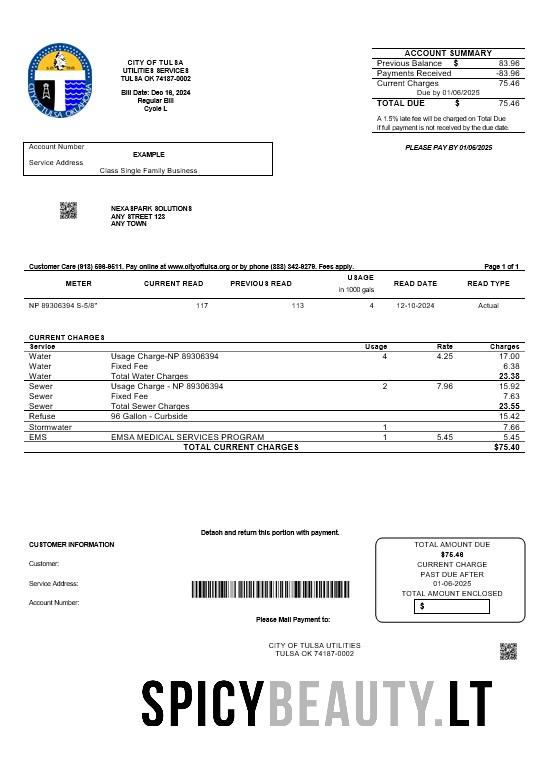 CITY OF TULSA
UTILITIES SERVICES
TULSA OK 74187-0002
Bill Date: Dec 16, 2024
Regular Bill
Cycle L
CITY OF TULSA OKLAHOMA
ACCOUNT SUMMARY
Previous Balance $ 83.96
Payments Received -83.96
Current Charges 75.46
Due by 01/06/2025
TOTAL DUE $ 75.46
A 1.5% late fee will be charged on Total Due
if full payment is not received by the due date.
PLEASE PAY BY 01/06/2025
Account Number
EXAMPLE
Service Address
Class Single Family Business
NEXASPARK SOLUTIONS
ANY STREET 123
ANY TOWN
Customer Care (918) 596-9511. Pay online at www.cityoftulsa.org or by phone (888) 342-9279. Fees apply. Page 1 of 1
METER CURRENT READ PREVIOUS READ USAGE in 1000 gals READ DATE READ TYPE
NP 89306394 S-5/8" 117 113 4 12-10-2024 Actual
CURRENT CHARGES
Service Usage Rate Charges
Water Usage Charge-NP 89306394 4 4.25 17.00
Water Fixed Fee 6.38
Water Total Water Charges 23.38
Sewer Usage Charge - NP 89306394 2 7.96 15.92
Sewer Fixed Fee 7.63
Sewer Total Sewer Charges 23.55
Refuse 96 Gallon - Curbside 15.42
Stormwater 1 7.66
EMS EMSA MEDICAL SERVICES PROGRAM 1 5.45 5.45
TOTAL CURRENT CHARGES $75.40
Detach and return this portion with payment.
CUSTOMER INFORMATION
Customer:
Service Address:
Account Number:
Please Mail Payment to:
CITY OF TULSA UTILITIES
TULSA OK 74187-0002
TOTAL AMOUNT DUE
$75.46
CURRENT CHARGE
PAST DUE AFTER
01-06-2025
TOTAL AMOUNT ENCLOSED
$
SPICYBEAUTY.LT